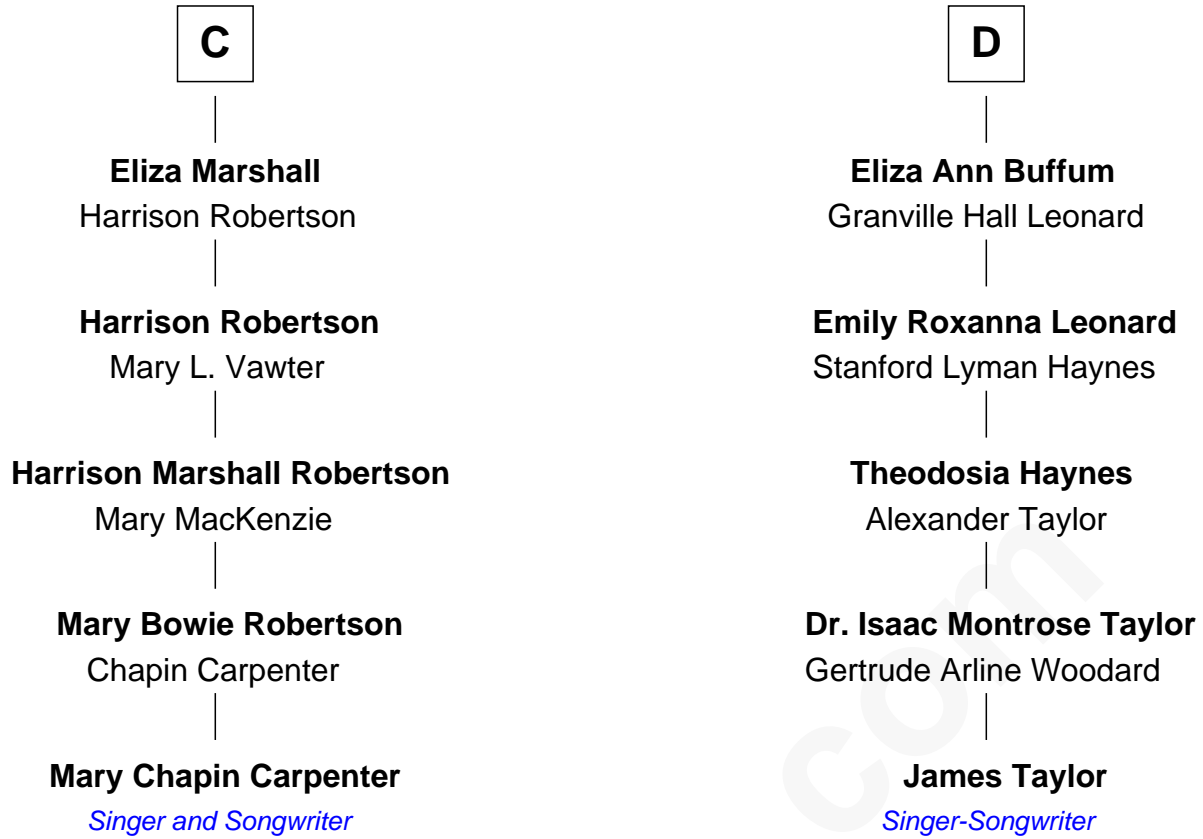 C
Eliza Marshall
Harrison Robertson
Harrison Robertson
Mary L. Vawter
Harrison Marshall Robertson
Mary MacKenzie
Mary Bowie Robertson
Chapin Carpenter
Mary Chapin Carpenter
Singer and Songwriter
D
Eliza Ann Buffum
Granville Hall Leonard
Emily Roxanna Leonard
Stanford Lyman Haynes
Theodosia Haynes
Alexander Taylor
Dr. Isaac Montrose Taylor
Gertrude Arline Woodard
James Taylor
Singer-Songwriter
com